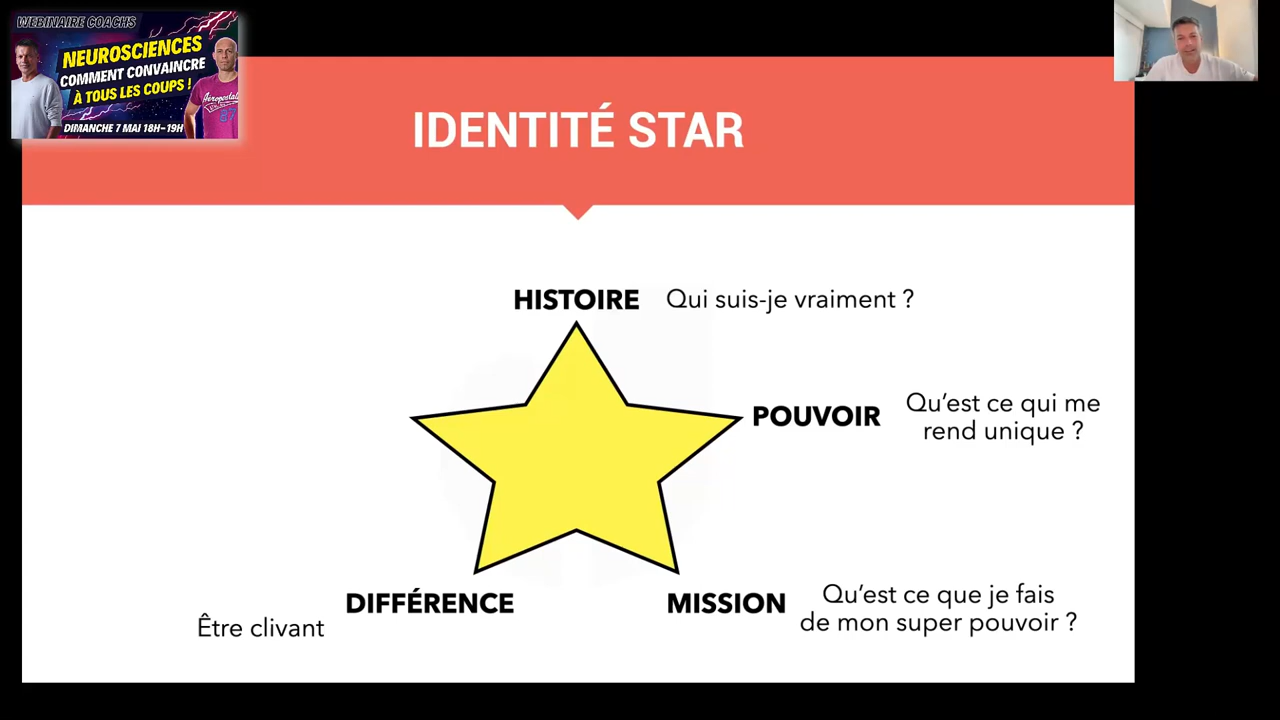 WEBINAIRE COACHS
NEUROSCIENCES
COMMENT CONVAINCRE
À TOUS LES COUPS !
Aéropostale
87
DIMANCHE 7 MAI 18H-19H
IDENTITÉ STAR
HISTOIRE Qui suis-je vraiment ?
POUVOIR
Qu'est ce qui me
rend unique ?
DIFFÉRENCE
Être clivant
MISSION
Qu'est ce que je fais
de mon super pouvoir ?